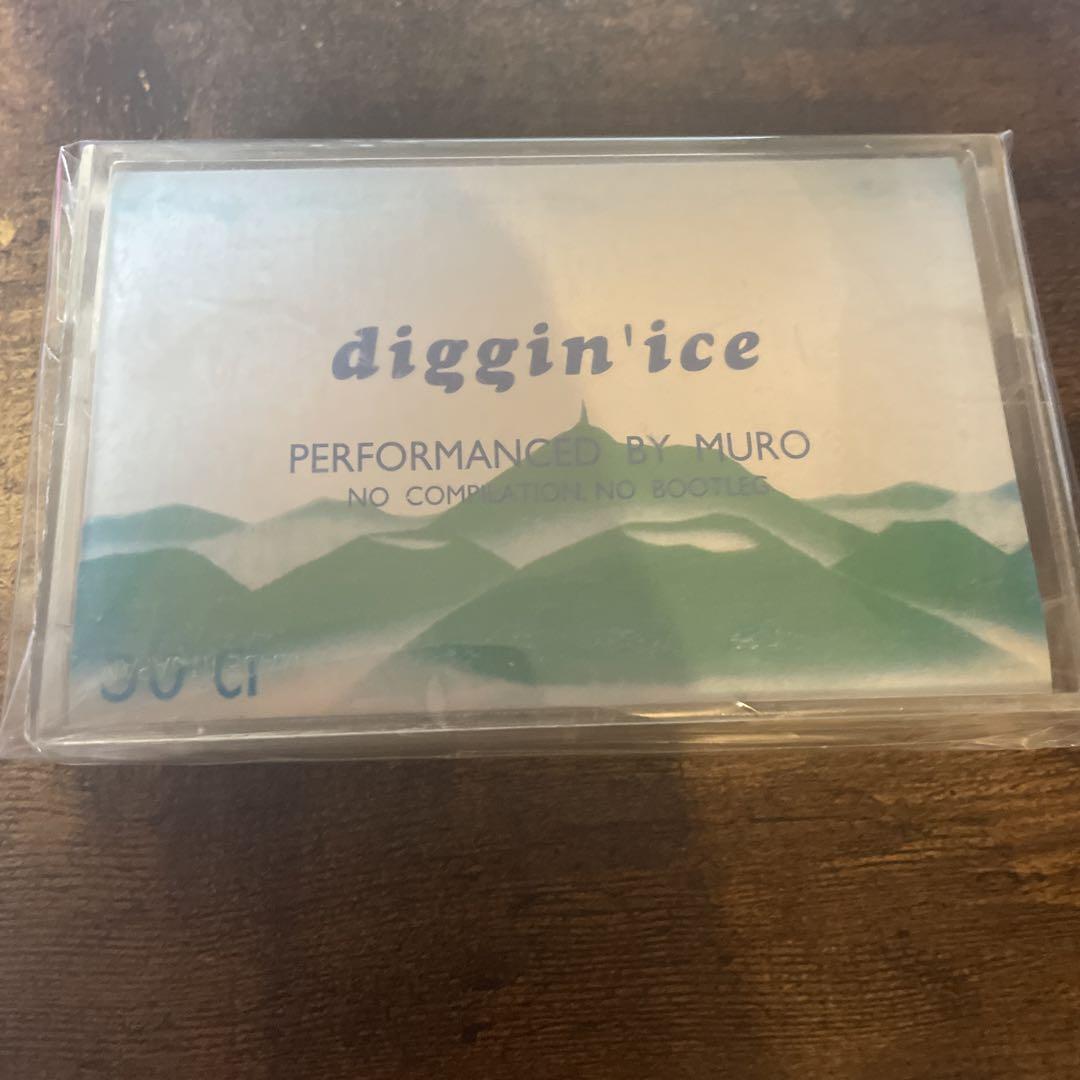 diggin'ice
PERFORMANCED BY MURO
NO COMPILATION. NO BOOTLEG